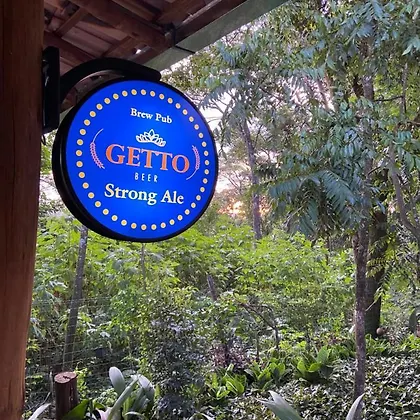 Brew Pub
GETTO
BEER
Strong Ale